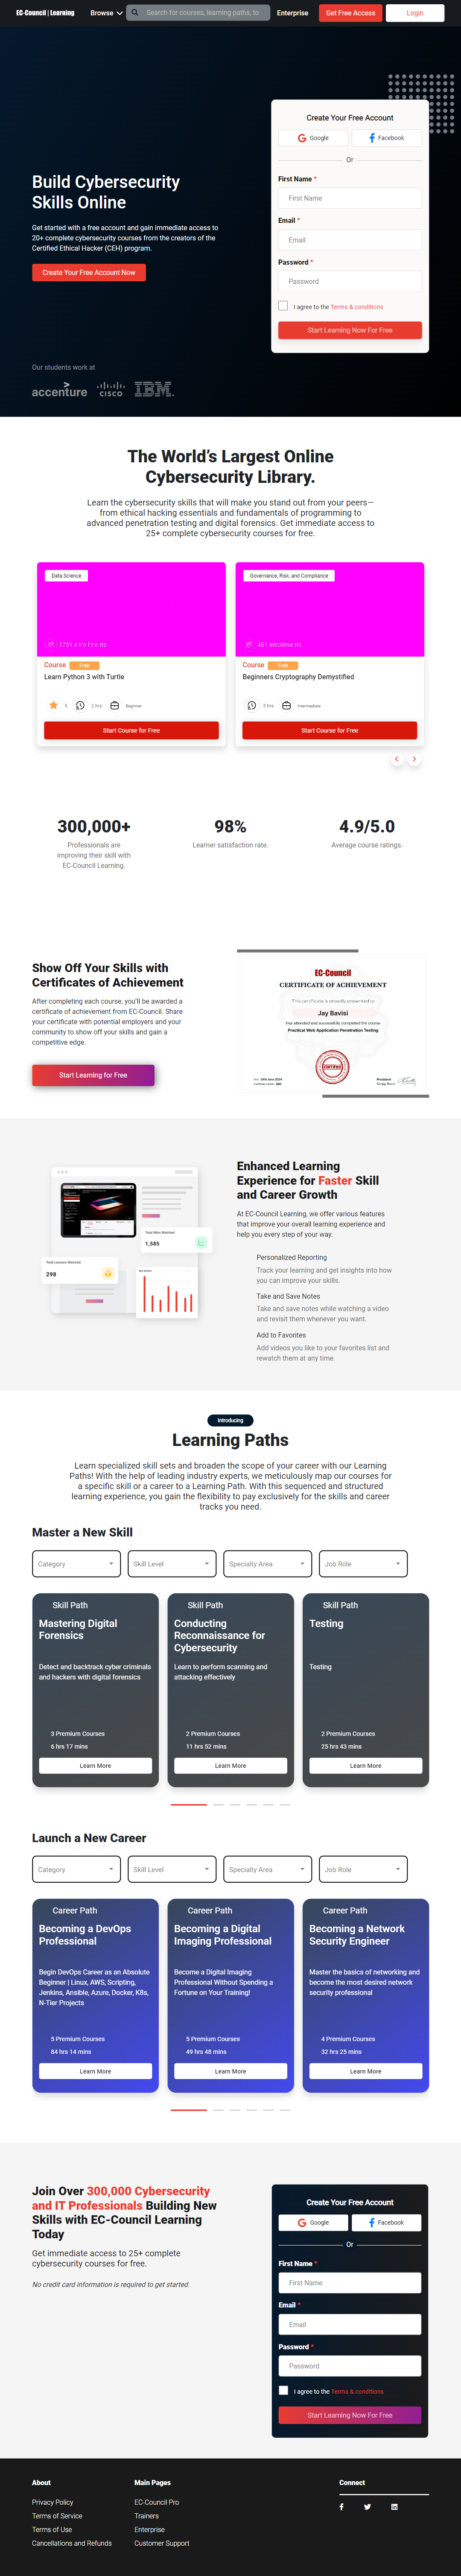 EC-Council | Learning
Browse
Search for courses, learning paths, to
Enterprise
Get Free Access
Login
Create Your Free Account
Google
Facebook
Or
First Name *
First Name
Email *
Email
Password *
Password
I agree to the Terms & conditions
Start Learning Now For Free
Build Cybersecurity
Skills Online
Get started with a free account and gain immediate access to
20+ complete cybersecurity courses from the creators of the
Certified Ethical Hacker (CEH) program.
Create Your Free Account Now
Our students work at
accenture
CISCO
IBM
The World's Largest Online
Cybersecurity Library.
Learn the cybersecurity skills that will make you stand out from your peers—
from ethical hacking essentials and fundamentals of programming to
advanced penetration testing and digital forensics. Get immediate access to
25+ complete cybersecurity courses for free.
Data Science
enrollments
Course
Free
Learn Python 3 with Turtle
5
2 hrs
Beginner
Start Course for Free
Governance, Risk, and Compliance
enrollments
Course
Free
Beginners Cryptography Demystified
3 hrs
Intermediate
Start Course for Free
300,000+
Professionals are
improving their skill with
EC-Council Learning.
98%
Learner satisfaction rate.
4.9/5.0
Average course ratings.
Show Off Your Skills with
Certificates of Achievement
After completing each course, you'll be awarded a
certificate of achievement from EC-Council. Share
your certificate with potential employers and your
community to show off your skills and gain a
competitive edge.
Start Learning for Free
EC-Council
CERTIFICATE OF ACHIEVEMENT
This certificate is proudly presented to
Jay Bavisi
Has attended and successfully completed the course
Practical Web Application Penetration Testing
CERTIFIED
President
Enhanced Learning
Experience for Faster Skill
and Career Growth
At EC-Council Learning, we offer various features
that improve your overall learning experience and
help you every step of your way.
Total Mins Watched
1,585
Total Lessons Watched
298
Personalized Reporting
Track your learning and get insights into how
you can improve your skills.
Take and Save Notes
Take and save notes while watching a video
and revisit them whenever you want.
Add to Favorites
Add videos you like to your favorites list and
rewatch them at any time.
Introducing
Learning Paths
Learn specialized skill sets and broaden the scope of your career with our Learning
Paths! With the help of leading industry experts, we meticulously map our courses for
a specific skill or a career to a Learning Path. With this sequenced and structured
learning experience, you gain the flexibility to pay exclusively for the skills and career
tracks you need.
Master a New Skill
Category
Skill Level
Specialty Area
Job Role
Skill Path
Mastering Digital
Forensics
Detect and backtrack cyber criminals
and hackers with digital forensics
3 Premium Courses
6 hrs 17 mins
Learn More
Skill Path
Conducting
Reconnaissance for
Cybersecurity
Learn to perform scanning and
attacking effectively
2 Premium Courses
11 hrs 52 mins
Learn More
Skill Path
Testing
Testing
2 Premium Courses
25 hrs 43 mins
Learn More
Launch a New Career
Category
Skill Level
Specialty Area
Job Role
Career Path
Becoming a DevOps
Professional
Begin DevOps Career as an Absolute
Beginner | Linux, AWS, Scripting,
Jenkins, Ansible, Azure, Docker, K8s,
N-Tier Projects
5 Premium Courses
84 hrs 14 mins
Learn More
Career Path
Becoming a Digital
Imaging Professional
Become a Digital Imaging
Professional Without Spending a
Fortune on Your Training!
5 Premium Courses
49 hrs 48 mins
Learn More
Career Path
Becoming a Network
Security Engineer
Master the basics of networking and
become the most desired network
security professional
4 Premium Courses
32 hrs 25 mins
Learn More
Join Over 300,000 Cybersecurity
and IT Professionals Building New
Skills with EC-Council Learning
Today
Get immediate access to 25+ complete
cybersecurity courses for free.
No credit card information is required to get started.
Create Your Free Account
Google
Facebook
Or
First Name *
First Name
Email *
Email
Password *
Password
I agree to the Terms & conditions
Start Learning Now For Free
About
Privacy Policy
Terms of Service
Terms of Use
Cancellations and Refunds
Main Pages
EC-Council Pro
Trainers
Enterprise
Customer Support
Connect